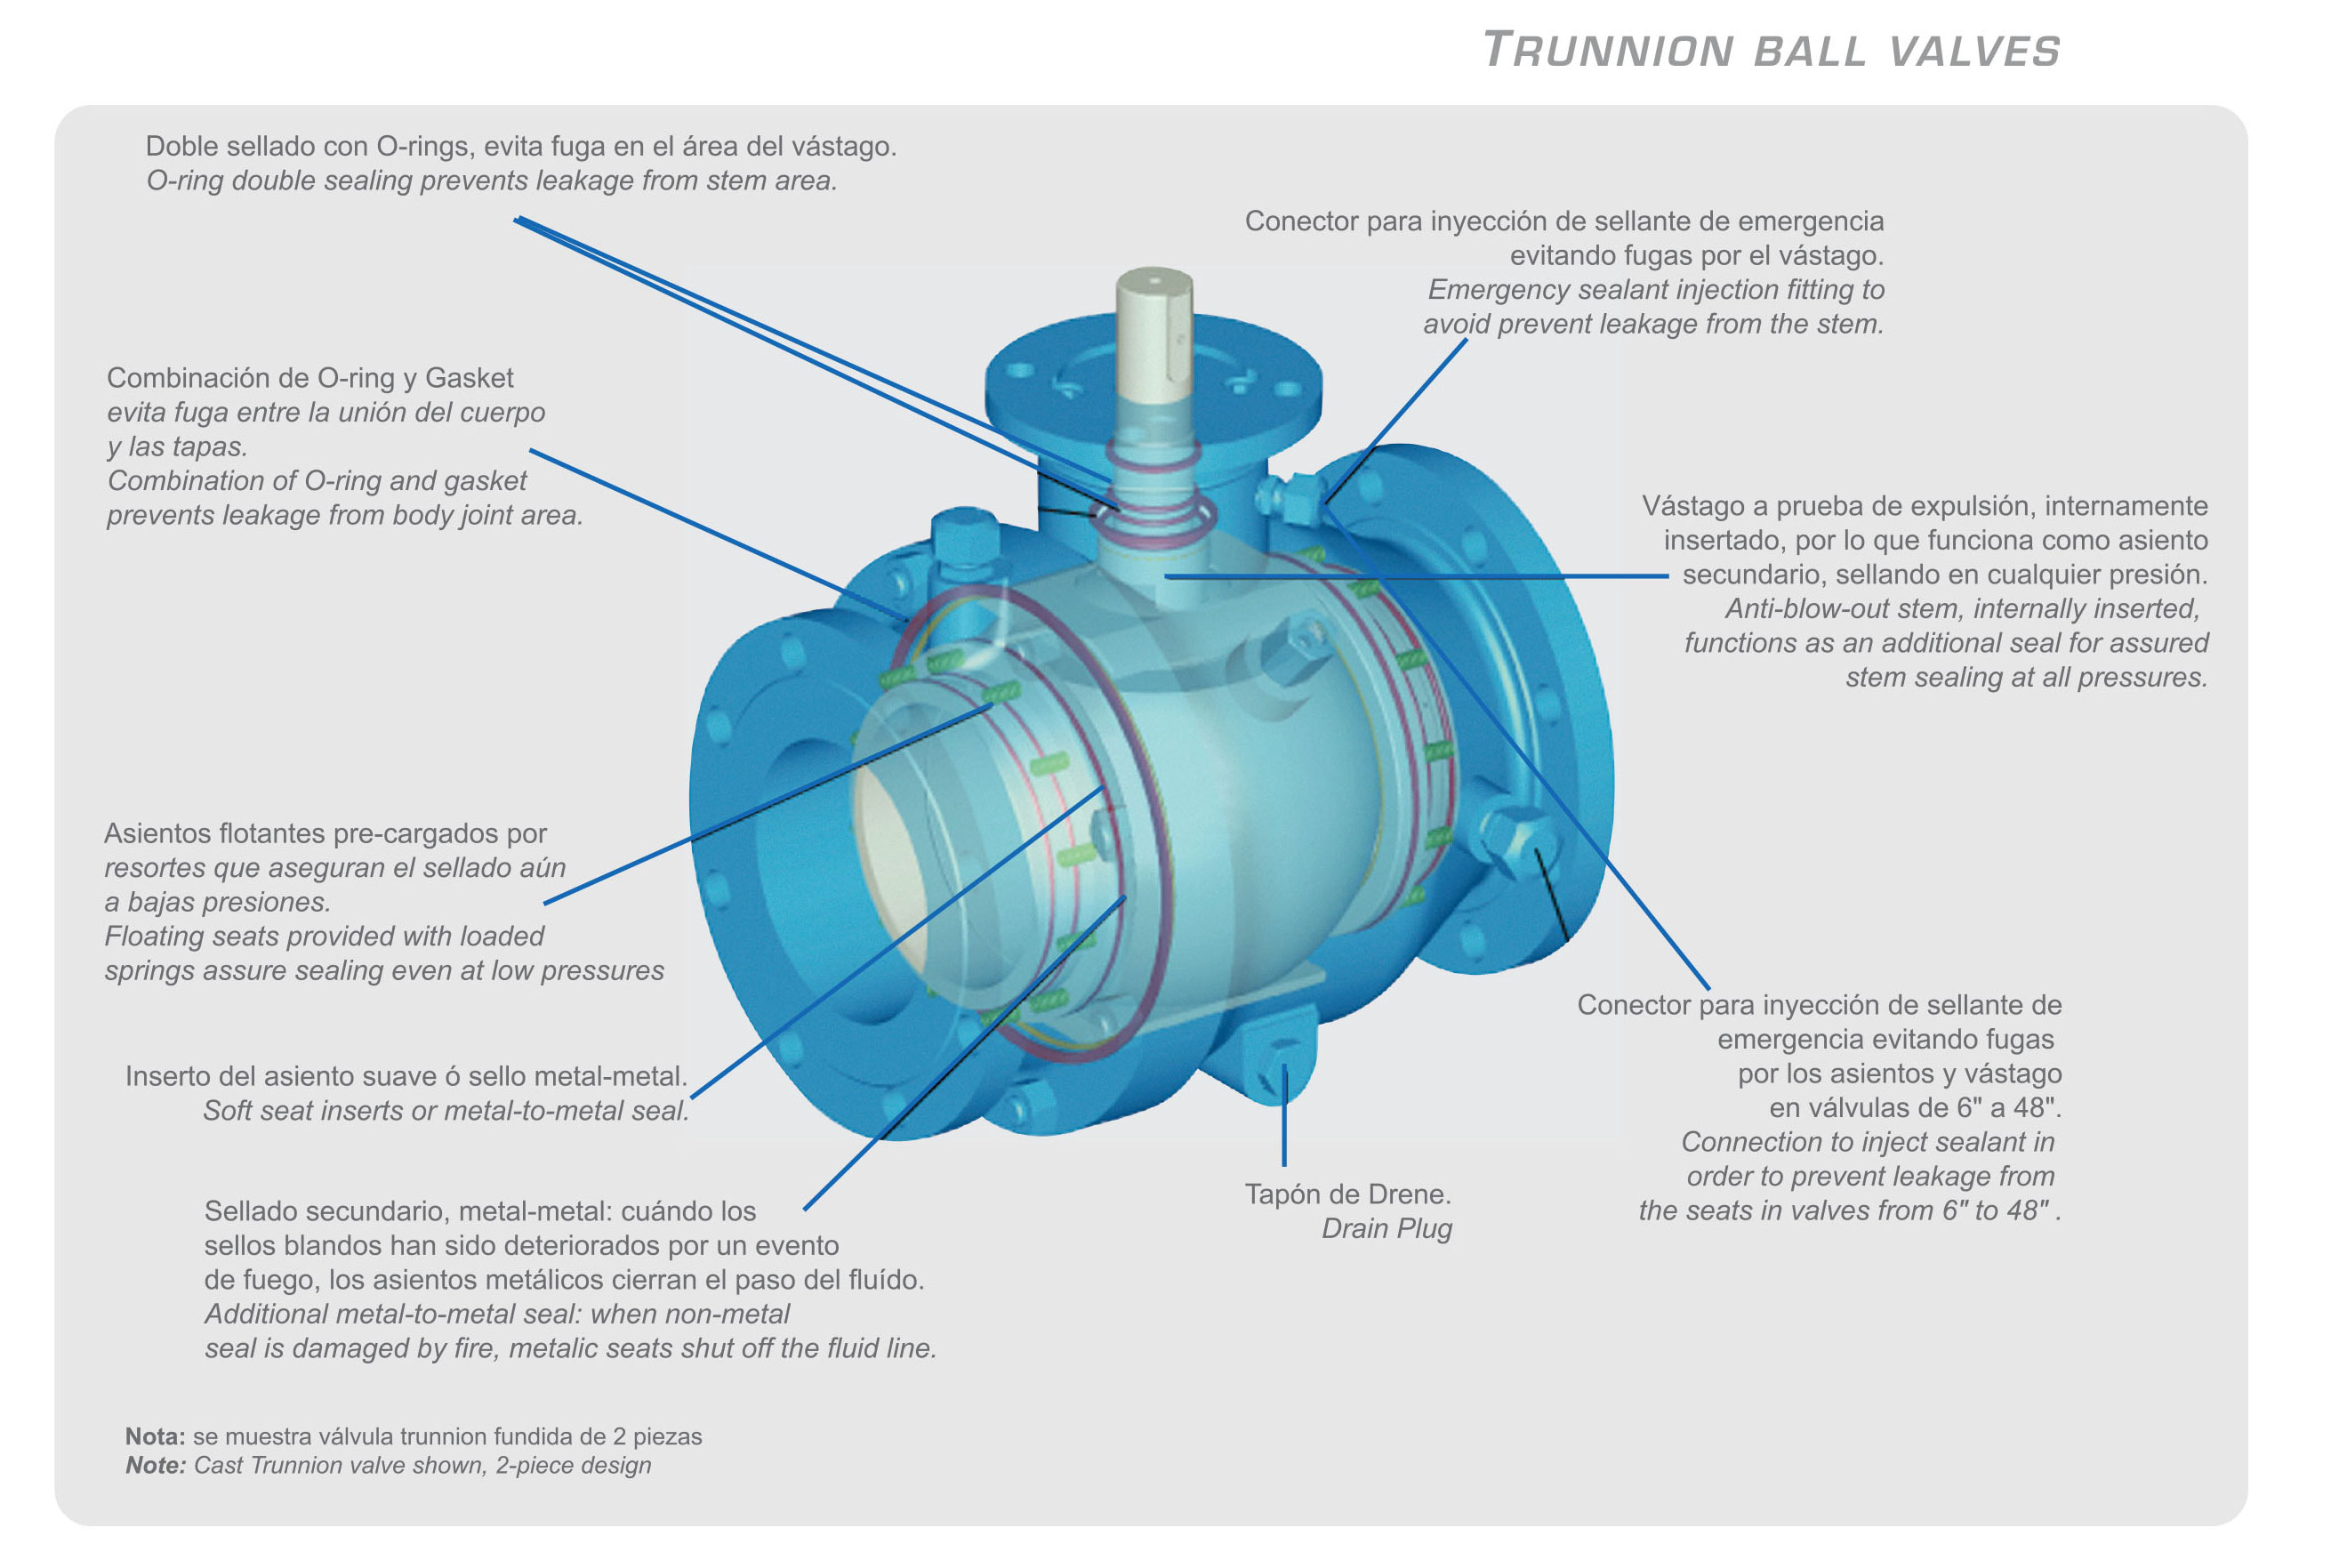 TRUNNION BALL VALVES
Doble sellado con O-rings, evita fuga en el área del vástago.
O-ring double sealing prevents leakage from stem area.
Conector para inyección de sellante de emergencia
evitando fugas por el vástago.
Emergency sealant injection fitting to
avoid prevent leakage from the stem.
Combinación de O-ring y Gasket
evita fuga entre la unión del cuerpo
y las tapas.
Combination of O-ring and gasket
prevents leakage from body joint area.
Vástago a prueba de expulsión, internamente
insertado, por lo que funciona como asiento
secundario, sellando en cualquier presión.
Anti-blow-out stem, internally inserted,
functions as an additional seal for assured
stem sealing at all pressures.
Asientos flotantes pre-cargados por
resortes que aseguran el sellado aún
a bajas presiones.
Floating seats provided with loaded
springs assure sealing even at low pressures
Conector para inyección de sellante de
emergencia evitando fugas
por los asientos y vástago
en válvulas de 6" a 48".
Connection to inject sealant in
order to prevent leakage from
the seats in valves from 6" to 48" .
Inserto del asiento suave ó sello metal-metal.
Soft seat inserts or metal-to-metal seal.
Tapón de Drene.
Drain Plug
Sellado secundario, metal-metal: cuándo los
sellos blandos han sido deteriorados por un evento
de fuego, los asientos metálicos cierran el paso del fluído.
Additional metal-to-metal seal: when non-metal
seal is damaged by fire, metalic seats shut off the fluid line.
Nota: se muestra válvula trunnion fundida de 2 piezas
Note: Cast Trunnion valve shown, 2-piece design